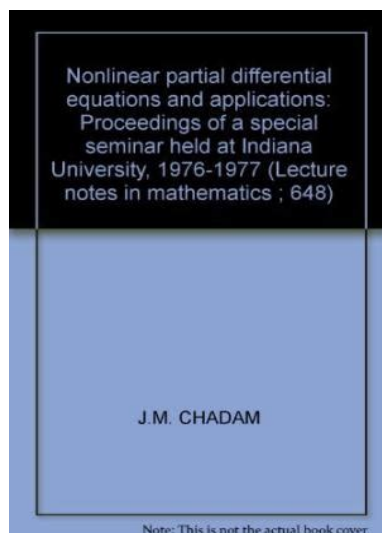 Nonlinear partial differential
equations and applications:
Proceedings of a special
seminar held at Indiana
University, 1976-1977 (Lecture
notes in mathematics ; 648)
J.M. CHADAM
Note: This is not the actual book cover